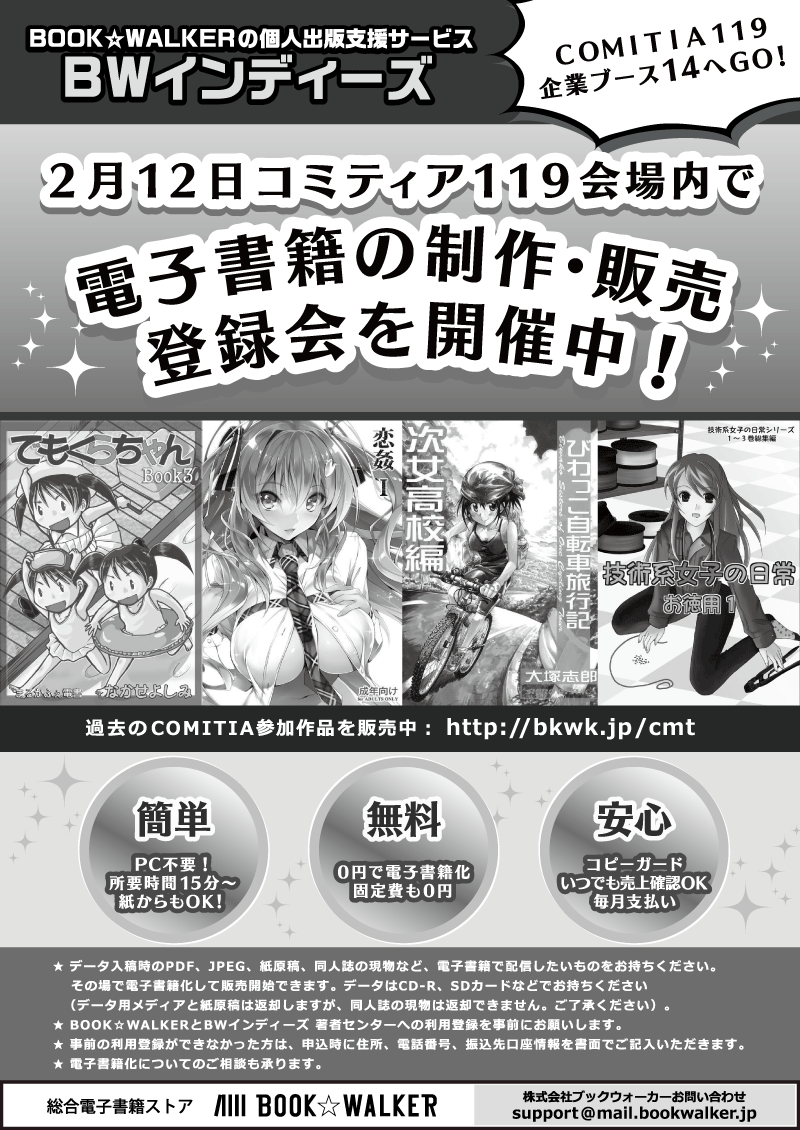 BOOK☆WALKERの個人出版支援サービス
BWインディーズ
COMITIA119
企業ブース14へGO!
2月12日コミティア119会場内で
電子書籍の制作・販売
登録会を開催中!
でもくらちゃん
Book3
なかせよしみ
恋姦 I
成年向け
for ADULTS ONLY
次女高校編
びわっこ自転車旅行記
大塚志郎
技術系女子の日常シリーズ
1～3巻総集編
技術系女子の日常
お徳用1
過去のCOMITIA参加作品を販売中: http://bkwk.jp/cmt
簡単
PC不要!
所要時間15分～
紙からもOK!
無料
0円で電子書籍化
固定費も0円
安心
コピーガード
いつでも売上確認OK
毎月支払い
★ データ入稿時のPDF、JPEG、紙原稿、同人誌の現物など、電子書籍で配信したいものをお持ちください。
その場で電子書籍化して販売開始できます。データはCD-R、SDカードなどでお持ちください
（データ用メディアと紙原稿は返却しますが、同人誌の現物は返却できません。ご了承ください）。
★ BOOK☆WALKERとBWインディーズ 著者センターへの利用登録を事前にお願いします。
★ 事前の利用登録ができなかった方は、申込時に住所、電話番号、振込先口座情報を書面でご記入いただきます。
★ 電子書籍化についてのご相談も承ります。
総合電子書籍ストア BOOK☆WALKER
株式会社ブックウォーカーお問い合わせ
support@mail.bookwalker.jp